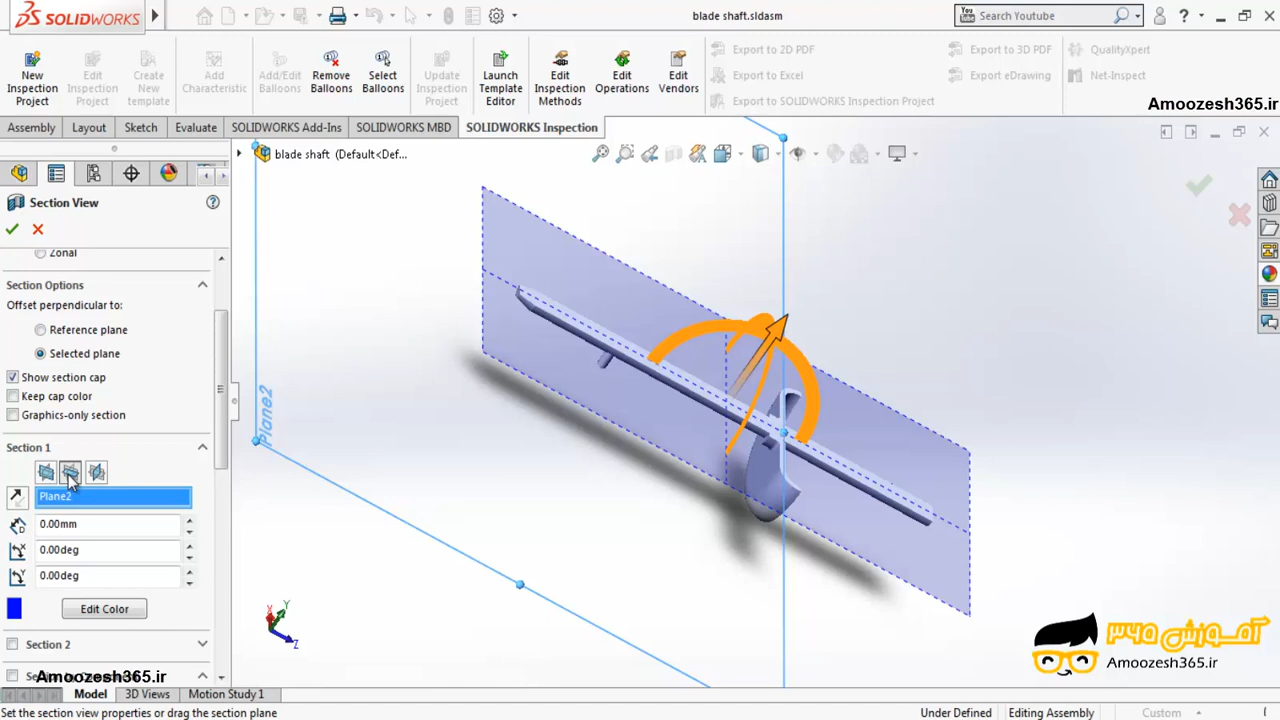 SOLIDWORKS
blade shaft.sldasm
You Tube
Search Youtube
New Inspection Project
Edit Inspection Project
Create New template
Add Characteristic
Add/Edit Balloons
Remove Balloons
Select Balloons
Update Inspection Project
Launch Template Editor
Edit Inspection Methods
Edit Operations
Edit Vendors
Export to 2D PDF
Export to 3D PDF
QualityXpert
Export to Excel
Export eDrawing
Net-Inspect
Export to SOLIDWORKS Inspection Project
Amoozesh365.ir
Assembly
Layout
Sketch
Evaluate
SOLIDWORKS Add-Ins
SOLIDWORKS MBD
SOLIDWORKS Inspection
blade shaft (Default<Def...
Section View
Zonal
Section Options
Offset perpendicular to:
Reference plane
Selected plane
Show section cap
Keep cap color
Graphics-only section
Section 1
Plane2
0.00mm
0.00deg
0.00deg
Edit Color
Section 2
Amoozesh365.ir
Plane2
X
Y
Z
آموزش ۳۶۵
Amoozesh365.ir
Model
3D Views
Motion Study 1
Set the section view properties or drag the section plane
Under Defined
Editing Assembly
Custom